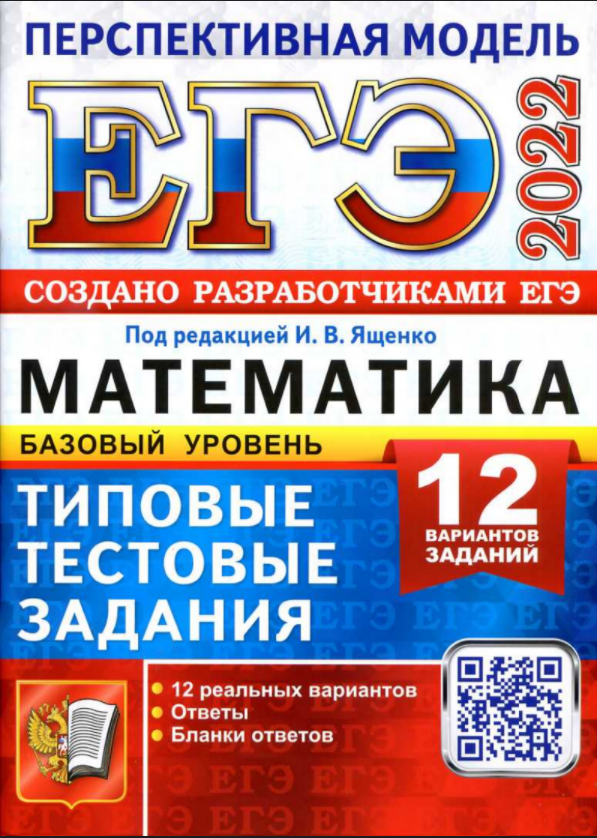 ПЕРСПЕКТИВНАЯ МОДЕЛЬ
ЕГЭ
2022
СОЗДАНО РАЗРАБОТЧИКАМИ ЕГЭ
Под редакцией И. В. Ященко
МАТЕМАТИКА
БАЗОВЫЙ УРОВЕНЬ
12
ВАРИАНТОВ
ЗАДАНИЙ
ТИПОВЫЕ
ТЕСТОВЫЕ
ЗАДАНИЯ
• 12 реальных вариантов
• Ответы
• Бланки ответов